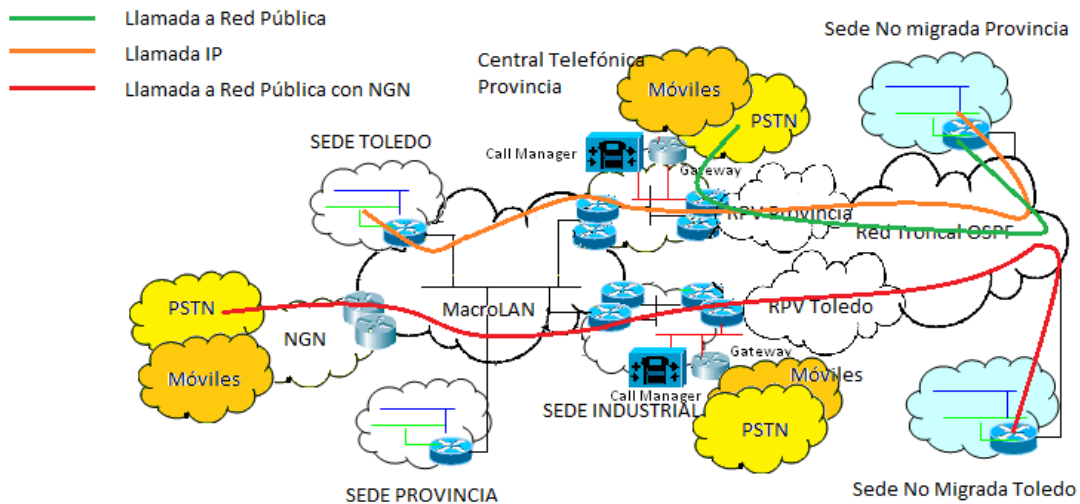 Llamada a Red Pública
Llamada IP
Llamada a Red Pública con NGN
Sede No migrada Provincia
Central Telefónica
Provincia
Móviles
PSTN
SEDE TOLEDO
Call Manager
Gateway
RPV Provincia
Red Troncal OSPF
MacroLAN
RPV Toledo
PSTN
NGN
Móviles
Gateway
Móviles
Call Manager
SEDE INDUSTRIAL
PSTN
SEDE PROVINCIA
Sede No Migrada Toledo